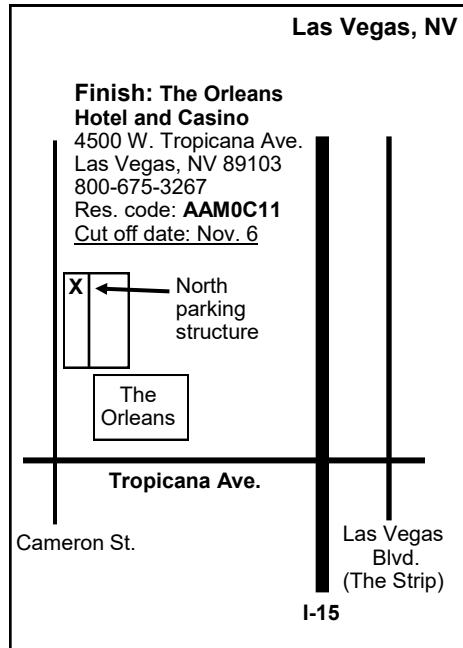 Las Vegas, NV
Finish: The Orleans
Hotel and Casino
4500 W. Tropicana Ave.
Las Vegas, NV 89103
800-675-3267
Res. code: AAM0C11
Cut off date: Nov. 6
X
North
parking
structure
The
Orleans
Tropicana Ave.
Cameron St.
Las Vegas
Blvd.
(The Strip)
I-15